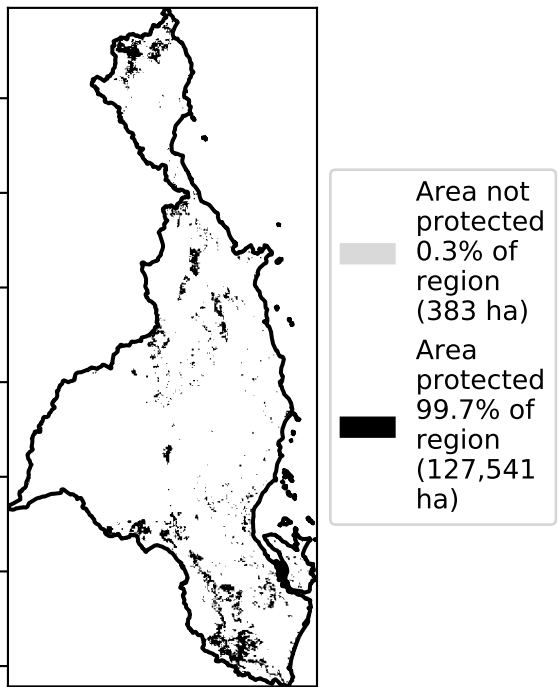 Area not
protected
0.3% of
region
(383 ha)
Area
protected
99.7% of
region
(127,541
ha)